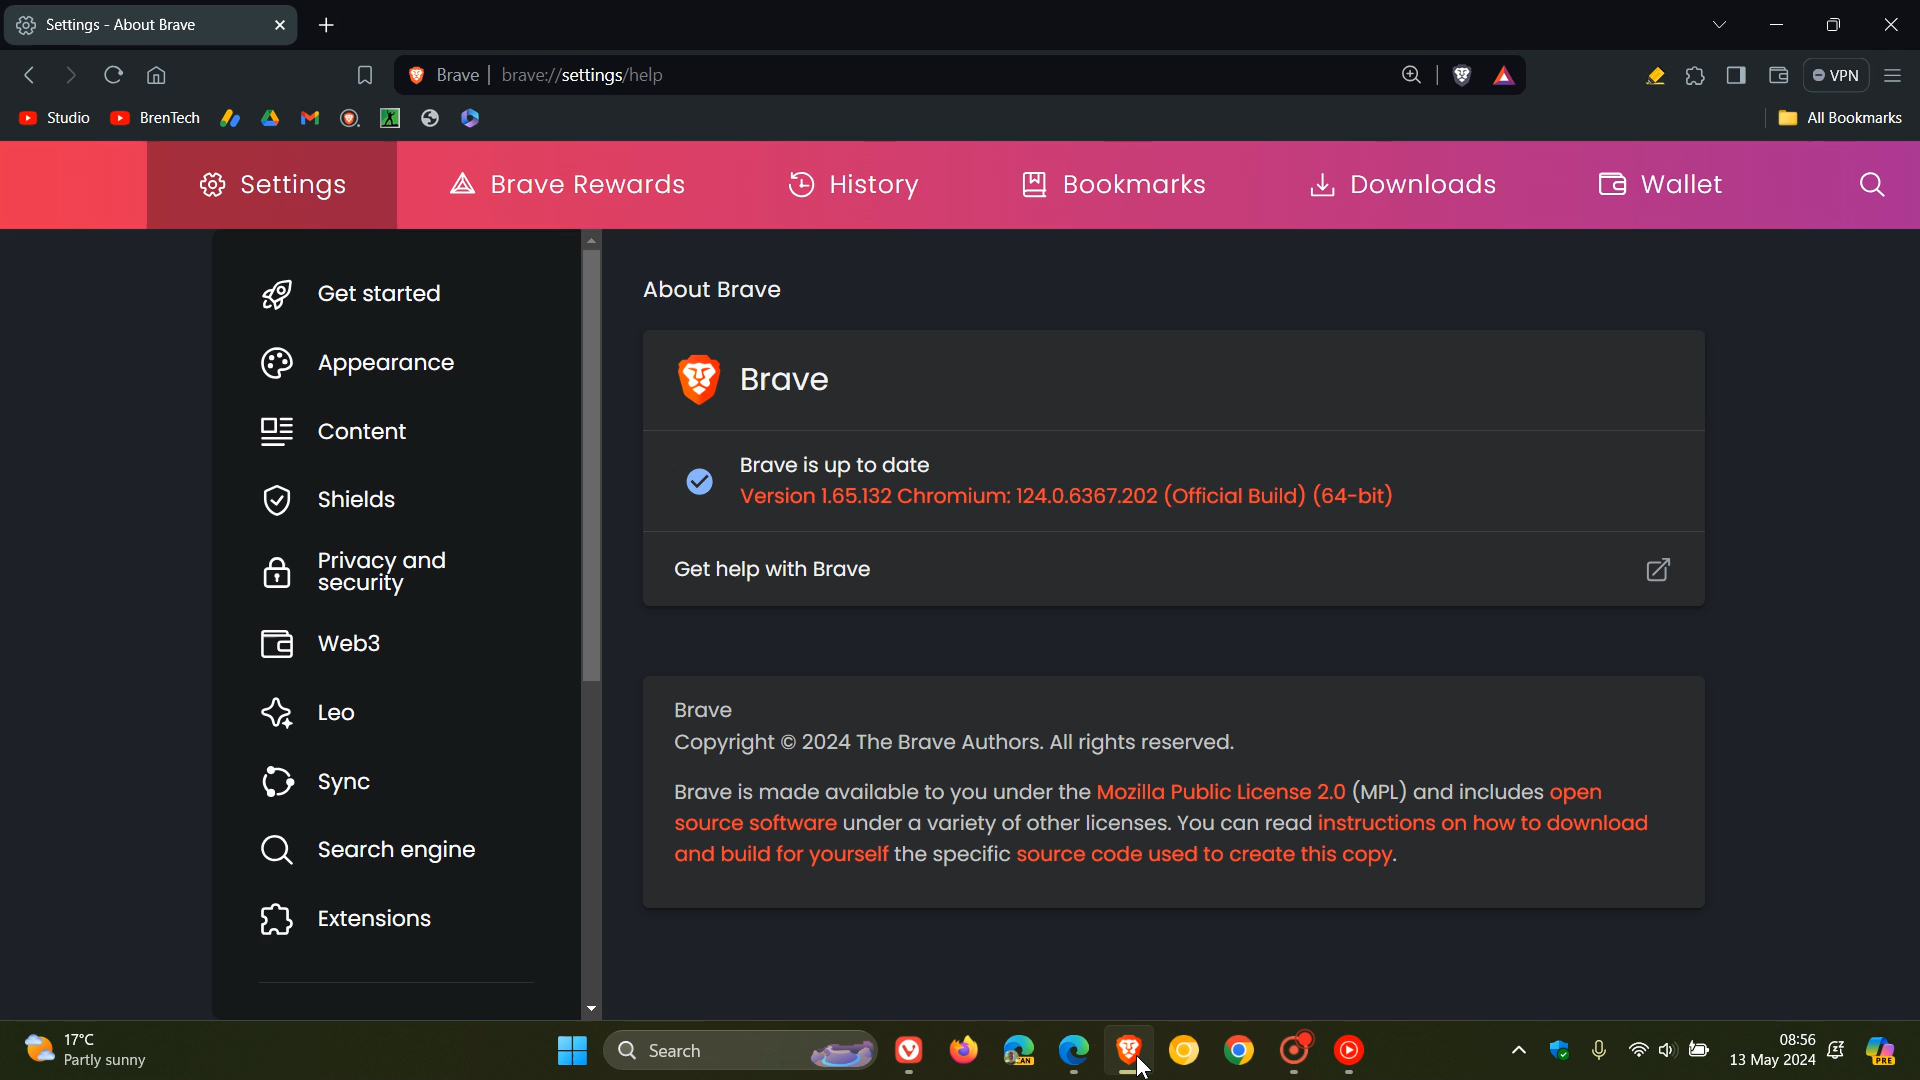 Settings - About Brave
Brave | brave://settings/help
VPN
Studio BrenTech All Bookmarks
Settings Brave Rewards History Bookmarks Downloads Wallet
Get started
Appearance
Content
Shields
Privacy and
security
Web3
Leo
Sync
Search engine
Extensions
About Brave
Brave
Brave is up to date
Version 1.65.132 Chromium: 124.0.6367.202 (Official Build) (64-bit)
Get help with Brave
Brave
Copyright © 2024 The Brave Authors. All rights reserved.
Brave is made available to you under the Mozilla Public License 2.0 (MPL) and includes open
source software under a variety of other licenses. You can read instructions on how to download
and build for yourself the specific source code used to create this copy.
17°C
Partly sunny
Search
CAN
08:56
13 May 2024
PRE